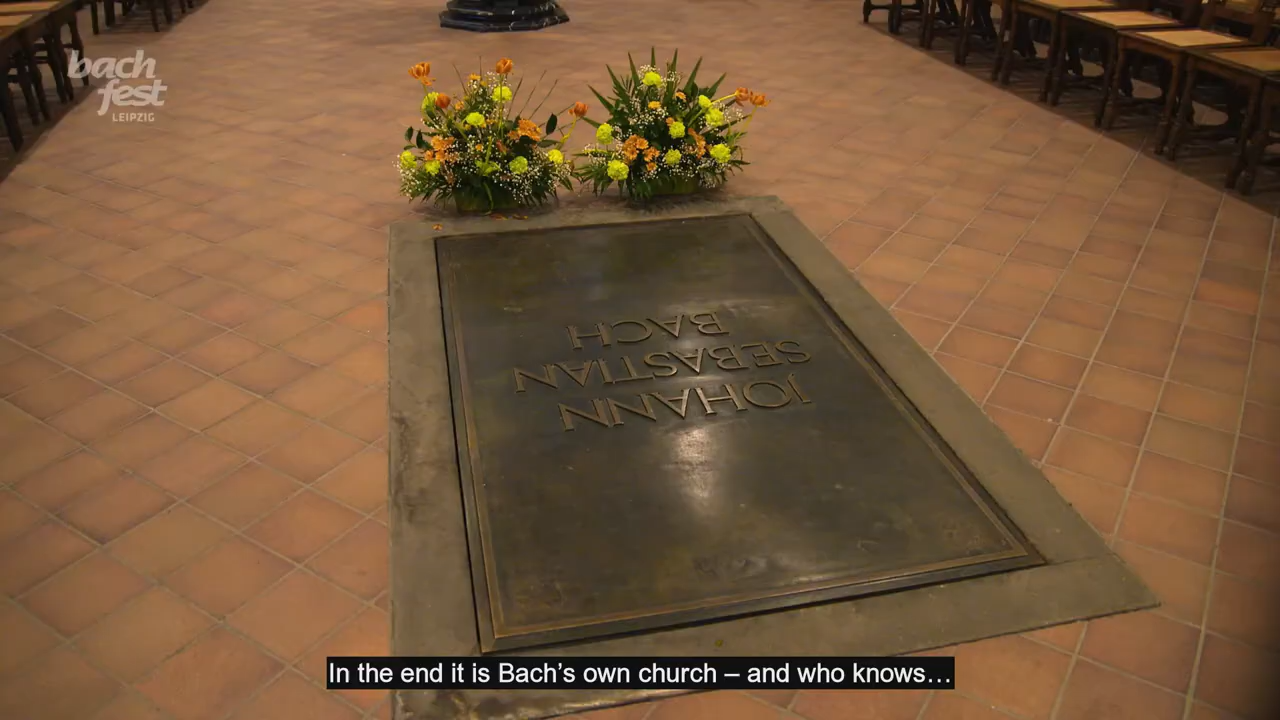 bach
fest
LEIPZIG
JOHANN
SEBASTIAN
BACH
In the end it is Bach’s own church – and who knows…